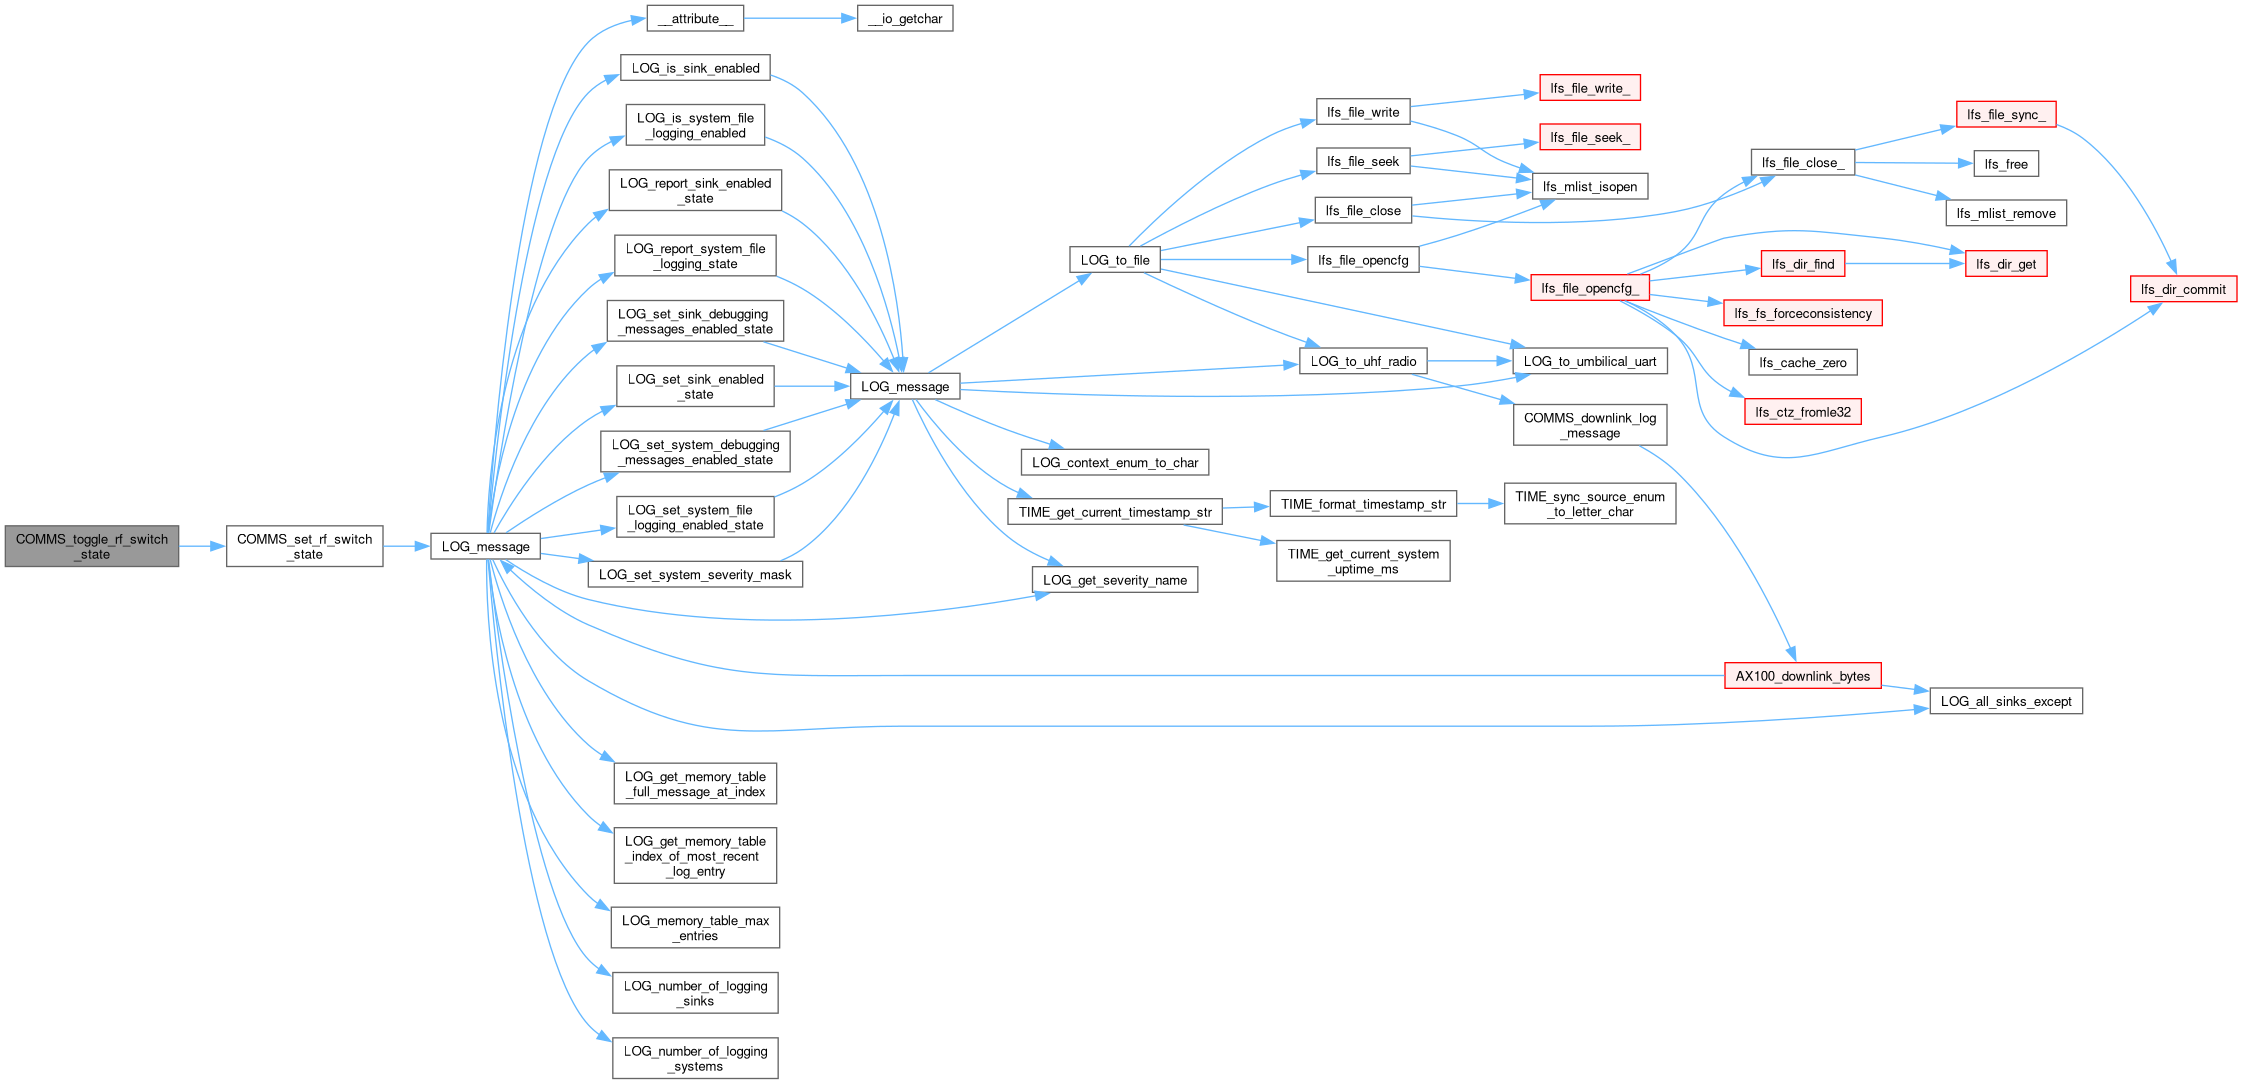 __attribute__
__io_getchar
LOG_is_sink_enabled
LOG_is_system_file
_logging_enabled
LOG_report_sink_enabled
_state
LOG_report_system_file
_logging_state
LOG_set_sink_debugging
_messages_enabled_state
LOG_set_sink_enabled
_state
LOG_set_system_debugging
_messages_enabled_state
LOG_set_system_file
_logging_enabled_state
LOG_set_system_severity_mask
COMMS_toggle_rf_switch
_state
COMMS_set_rf_switch
_state
LOG_message
LOG_get_memory_table
_full_message_at_index
LOG_get_memory_table
_index_of_most_recent
_log_entry
LOG_memory_table_max
_entries
LOG_number_of_logging
_sinks
LOG_number_of_logging
_systems
LOG_message
LOG_to_file
LOG_context_enum_to_char
TIME_get_current_timestamp_str
LOG_get_severity_name
lfs_file_write
lfs_file_seek
lfs_file_close
lfs_file_opencfg
LOG_to_uhf_radio
TIME_format_timestamp_str
TIME_get_current_system
_uptime_ms
lfs_file_write_
lfs_file_seek_
lfs_mlist_isopen
lfs_file_opencfg_
LOG_to_umbilical_uart
COMMS_downlink_log
_message
TIME_sync_source_enum
_to_letter_char
lfs_file_close_
lfs_dir_find
lfs_fs_forceconsistency
lfs_cache_zero
lfs_ctz_fromle32
AX100_downlink_bytes
lfs_file_sync_
lfs_free
lfs_mlist_remove
lfs_dir_get
LOG_all_sinks_except
lfs_dir_commit